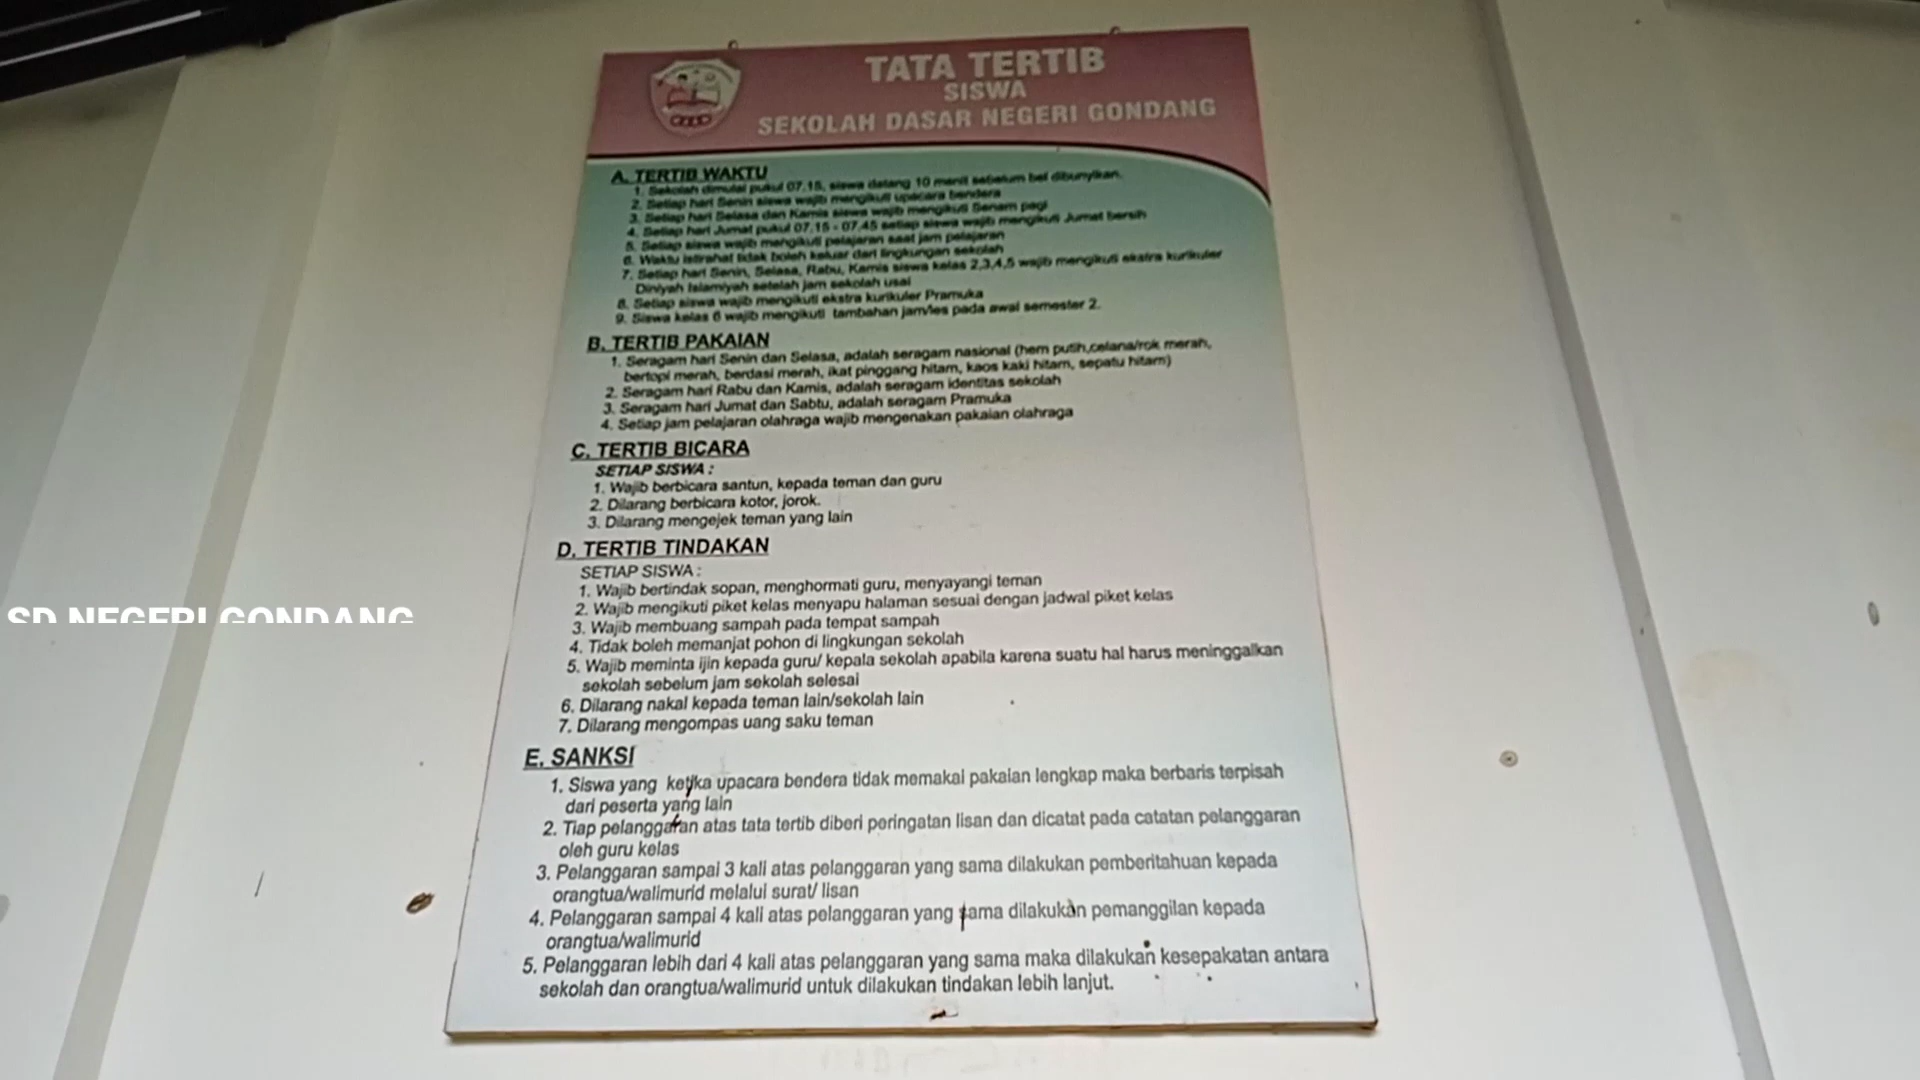 TATA TERTIB
SISWA
SEKOLAH DASAR NEGERI GONDANG
A. TERTIB WAKTU
1. Sekolah dimulai pukul 07.15, siswa datang 10 menit sebelum bel dibunyikan.
2. Setiap hari Senin siswa wajib mengikuti upacara bendera
3. Setiap hari Selasa dan Kamis siswa wajib mengikuti Senam pagi
4. Setiap hari Jumat pukul 07.15 - 07.45 setiap siswa wajib mengikuti Jumat bersih
5. Setiap siswa wajib mengikuti pelajaran saat jam pelajaran
6. Waktu istirahat tidak boleh keluar dari lingkungan sekolah
7. Setiap hari Senin, Selasa, Rabu, Kamis siswa kelas 2,3,4,5 wajib mengikuti ekstra kurikuler
Diniyah Islamiyah setelah jam sekolah usai
8. Setiap siswa wajib mengikuti ekstra kurikuler Pramuka
9. Siswa kelas 6 wajib mengikuti tambahan jam/les pada awal semester 2.
B. TERTIB PAKAIAN
1. Seragam hari Senin dan Selasa, adalah seragam nasional (hem putih,celana/rok merah,
bertopi merah, berdasi merah, ikat pinggang hitam, kaos kaki hitam, sepatu hitam)
2. Seragam hari Rabu dan Kamis, adalah seragam identitas sekolah
3. Seragam hari Jumat dan Sabtu, adalah seragam Pramuka
4. Setiap jam pelajaran olahraga wajib mengenakan pakaian olahraga
C. TERTIB BICARA
SETIAP SISWA :
1. Wajib berbicara santun, kepada teman dan guru
2. Dilarang berbicara kotor, jorok.
3. Dilarang mengejek teman yang lain
D. TERTIB TINDAKAN
SETIAP SISWA :
1. Wajib bertindak sopan, menghormati guru, menyayangi teman
2. Wajib mengikuti piket kelas menyapu halaman sesuai dengan jadwal piket kelas
3. Wajib membuang sampah pada tempat sampah
4. Tidak boleh memanjat pohon di lingkungan sekolah
5. Wajib meminta ijin kepada guru/ kepala sekolah apabila karena suatu hal harus meninggalkan
sekolah sebelum jam sekolah selesai
6. Dilarang nakal kepada teman lain/sekolah lain
7. Dilarang mengompas uang saku teman
E. SANKSI
1. Siswa yang ketika upacara bendera tidak memakai pakaian lengkap maka berbaris terpisah
dari peserta yang lain
2. Tiap pelanggaran atas tata tertib diberi peringatan lisan dan dicatat pada catatan pelanggaran
oleh guru kelas
3. Pelanggaran sampai 3 kali atas pelanggaran yang sama dilakukan pemberitahuan kepada
orangtua/walimurid melalui surat/ lisan
4. Pelanggaran sampai 4 kali atas pelanggaran yang sama dilakukan pemanggilan kepada
orangtua/walimurid
5. Pelanggaran lebih dari 4 kali atas pelanggaran yang sama maka dilakukan kesepakatan antara
sekolah dan orangtua/walimurid untuk dilakukan tindakan lebih lanjut.
SD NEGERI GONDANG